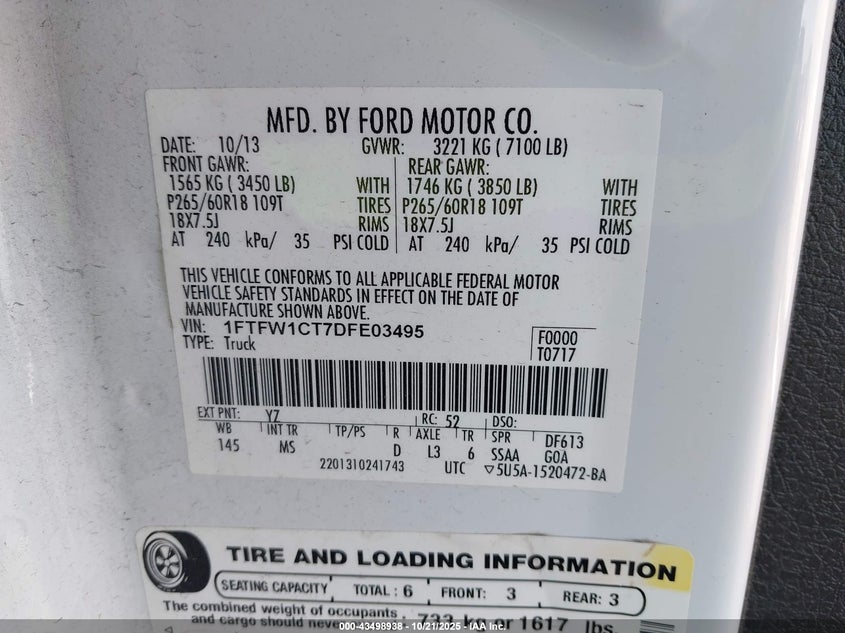 MFD. BY FORD MOTOR CO.
DATE: 10/13 GVWR: 3221 KG ( 7100 LB)
FRONT GAWR: REAR GAWR:
1565 KG ( 3450 LB) WITH 1746 KG ( 3850 LB) WITH
P265/60R18 109T TIRES P265/60R18 109T TIRES
18X7.5J RIMS 18X7.5J RIMS
AT 240 kPa/ 35 PSI COLD AT 240 kPa/ 35 PSI COLD
THIS VEHICLE CONFORMS TO ALL APPLICABLE FEDERAL MOTOR
VEHICLE SAFETY STANDARDS IN EFFECT ON THE DATE OF
MANUFACTURE SHOWN ABOVE.
VIN: 1FTFW1CT7DFE03495 F0000
TYPE: Truck T0717
EXT PNT: YZ RC: 52 DSO:
WB INT TR TP/PS R AXLE TR SPR DF613
145 MS D L3 6 SSAA GOA
2201310241743 UTC ▽5U5A-1520472-BA
TIRE AND LOADING INFORMATION
SEATING CAPACITY TOTAL : 6 FRONT: 3 REAR: 3
The combined weight of occupants
and cargo should never 733 kg or 1617 lbs.
000-43498938 - 10/21/2025 - IAA Inc.